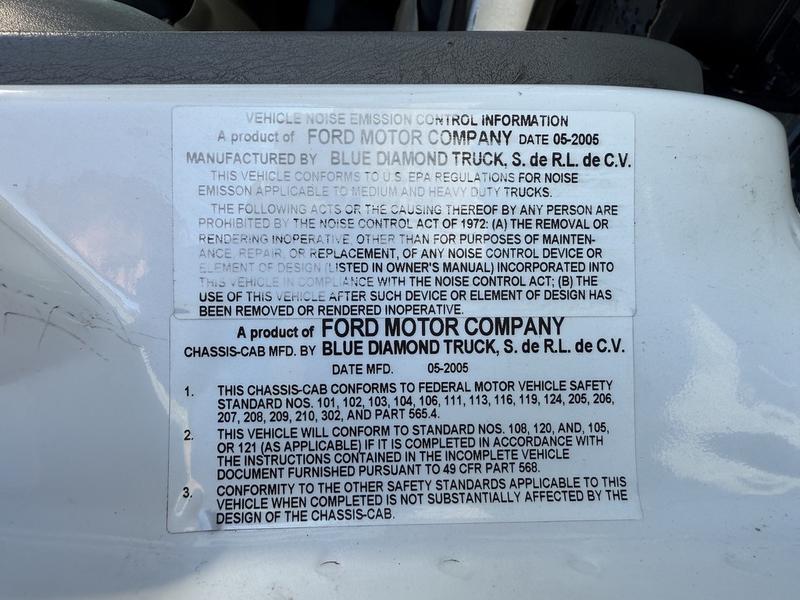 VEHICLE NOISE EMISSION CONTROL INFORMATION
A product of FORD MOTOR COMPANY DATE 05-2005
MANUFACTURED BY BLUE DIAMOND TRUCK, S. de R.L. de C.V.
THIS VEHICLE CONFORMS TO U.S. EPA REGULATIONS FOR NOISE
EMISSON APPLICABLE TO MEDIUM AND HEAVY DUTY TRUCKS.
THE FOLLOWING ACTS OR THE CAUSING THEREOF BY ANY PERSON ARE
PROHIBITED BY THE NOISE CONTROL ACT OF 1972: (A) THE REMOVAL OR
RENDERING INOPERATIVE, OTHER THAN FOR PURPOSES OF MAINTEN-
ANCE, REPAIR, OR REPLACEMENT, OF ANY NOISE CONTROL DEVICE OR
ELEMENT OF DESIGN (LISTED IN OWNER'S MANUAL) INCORPORATED INTO
THIS VEHICLE IN COMPLIANCE WITH THE NOISE CONTROL ACT; (B) THE
USE OF THIS VEHICLE AFTER SUCH DEVICE OR ELEMENT OF DESIGN HAS
BEEN REMOVED OR RENDERED INOPERATIVE.
A product of FORD MOTOR COMPANY
CHASSIS-CAB MFD. BY BLUE DIAMOND TRUCK, S. de R.L. de C.V.
DATE MFD. 05-2005
1. THIS CHASSIS-CAB CONFORMS TO FEDERAL MOTOR VEHICLE SAFETY
STANDARD NOS. 101, 102, 103, 104, 106, 111, 113, 116, 119, 124, 205, 206,
207, 208, 209, 210, 302, AND PART 565.4.
2. THIS VEHICLE WILL CONFORM TO STANDARD NOS. 108, 120, AND, 105,
OR 121 (AS APPLICABLE) IF IT IS COMPLETED IN ACCORDANCE WITH
THE INSTRUCTIONS CONTAINED IN THE INCOMPLETE VEHICLE
DOCUMENT FURNISHED PURSUANT TO 49 CFR PART 568.
3. CONFORMITY TO THE OTHER SAFETY STANDARDS APPLICABLE TO THIS
VEHICLE WHEN COMPLETED IS NOT SUBSTANTIALLY AFFECTED BY THE
DESIGN OF THE CHASSIS-CAB.